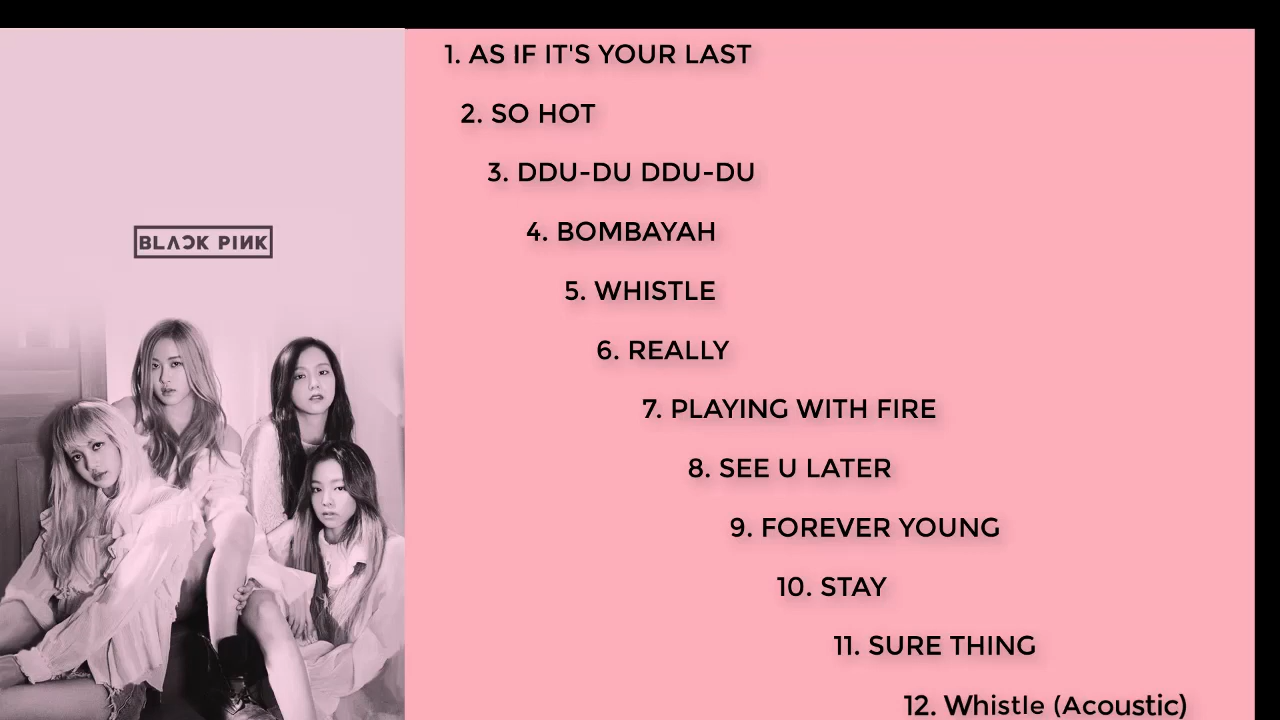 BLACK PINK
1. AS IF IT'S YOUR LAST
2. SO HOT
3. DDU-DU DDU-DU
4. BOMBAYAH
5. WHISTLE
6. REALLY
7. PLAYING WITH FIRE
8. SEE U LATER
9. FOREVER YOUNG
10. STAY
11. SURE THING
12. Whistle (Acoustic)